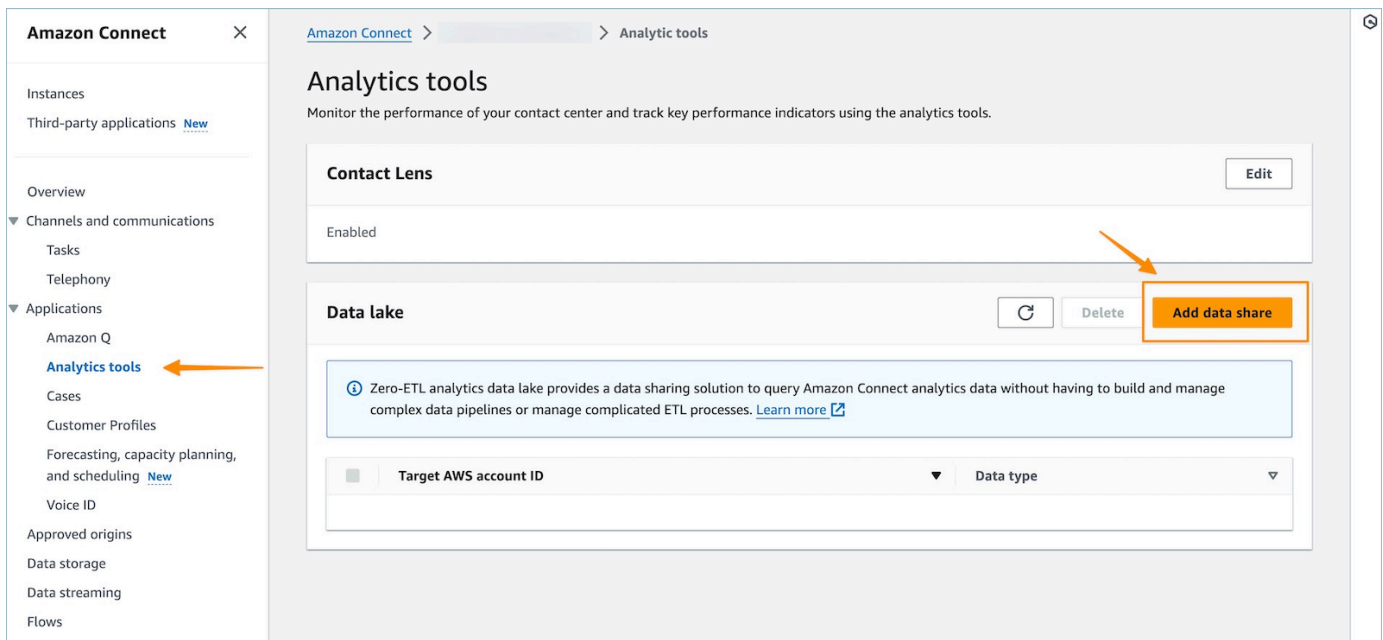 Amazon Connect
Instances
Third-party applications New
Overview
Channels and communications
Tasks
Telephony
Applications
Amazon Q
Analytics tools
Cases
Customer Profiles
Forecasting, capacity planning,
and scheduling New
Voice ID
Approved origins
Data storage
Data streaming
Flows
Amazon Connect > > Analytic tools
Analytics tools
Monitor the performance of your contact center and track key performance indicators using the analytics tools.
Contact Lens Edit
Enabled
Data lake Delete Add data share
Zero-ETL analytics data lake provides a data sharing solution to query Amazon Connect analytics data without having to build and manage
complex data pipelines or manage complicated ETL processes. Learn more
Target AWS account ID Data type